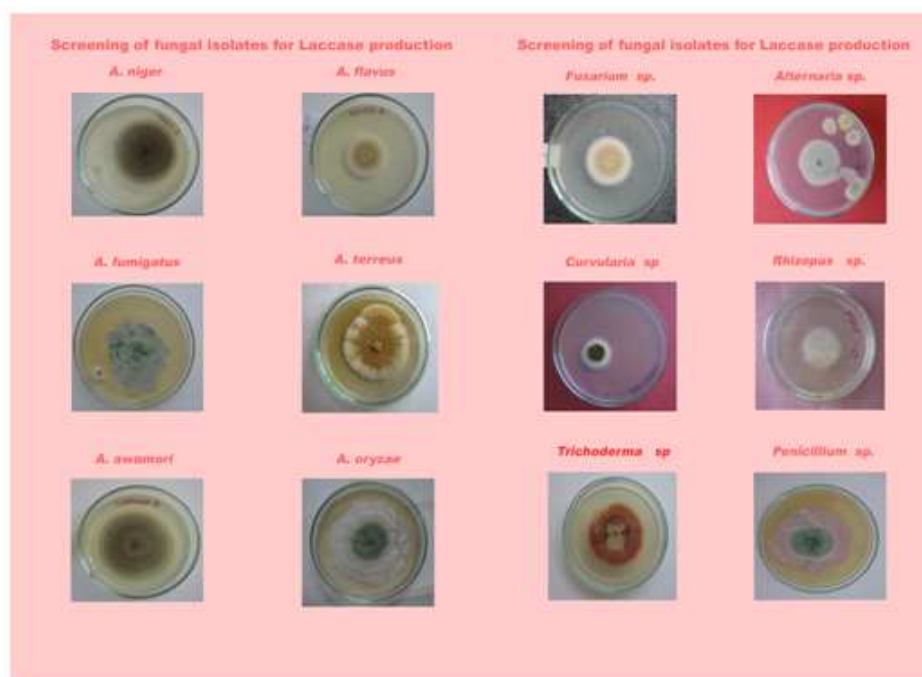 Screening of fungal isolates for Laccase production
A. niger
A. flavus
A. fumigatus
A. terreus
A. awamori
A. oryzae
Screening of fungal isolates for Laccase production
Fusarium sp.
Alternaria sp.
Curvularia sp
Rhizopus sp.
Trichoderma sp
Penicillium sp.